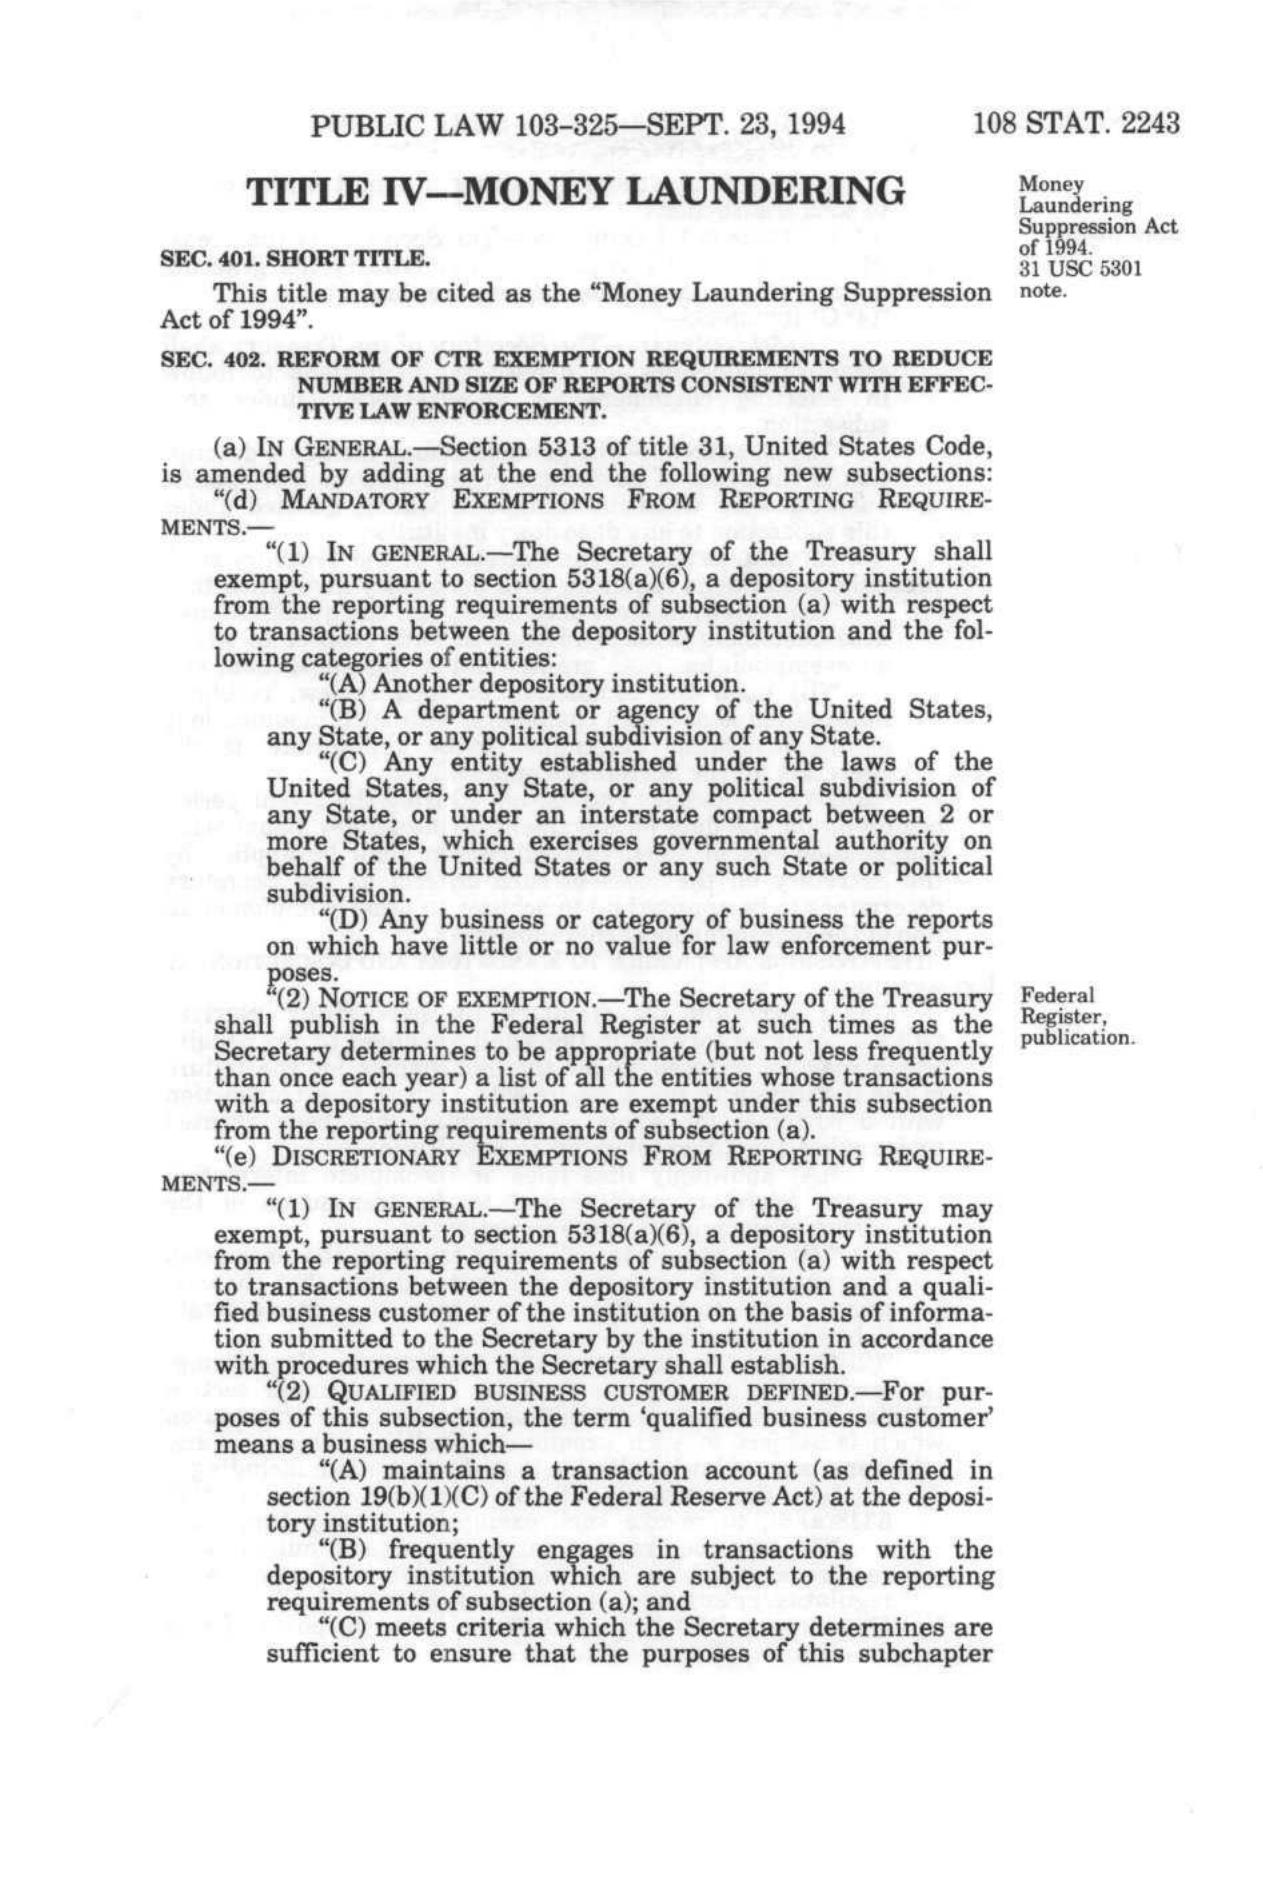 PUBLIC LAW 103-325—SEPT. 23, 1994 108 STAT. 2243
TITLE IV—MONEY LAUNDERING
Money
Laundering
Suppression Act
of 1994.
31 USC 5301
note.
SEC. 401. SHORT TITLE.
This title may be cited as the “Money Laundering Suppression
Act of 1994”.
SEC. 402. REFORM OF CTR EXEMPTION REQUIREMENTS TO REDUCE
NUMBER AND SIZE OF REPORTS CONSISTENT WITH EFFEC-
TIVE LAW ENFORCEMENT.
(a) IN GENERAL.—Section 5313 of title 31, United States Code,
is amended by adding at the end the following new subsections:
“(d) MANDATORY EXEMPTIONS FROM REPORTING REQUIRE-
MENTS.—
“(1) IN GENERAL.—The Secretary of the Treasury shall
exempt, pursuant to section 5318(a)(6), a depository institution
from the reporting requirements of subsection (a) with respect
to transactions between the depository institution and the fol-
lowing categories of entities:
“(A) Another depository institution.
“(B) A department or agency of the United States,
any State, or any political subdivision of any State.
“(C) Any entity established under the laws of the
United States, any State, or any political subdivision of
any State, or under an interstate compact between 2 or
more States, which exercises governmental authority on
behalf of the United States or any such State or political
subdivision.
“(D) Any business or category of business the reports
on which have little or no value for law enforcement pur-
poses.
“(2) NOTICE OF EXEMPTION.—The Secretary of the Treasury
shall publish in the Federal Register at such times as the
Secretary determines to be appropriate (but not less frequently
than once each year) a list of all the entities whose transactions
with a depository institution are exempt under this subsection
from the reporting requirements of subsection (a).
Federal
Register,
publication.
“(e) DISCRETIONARY EXEMPTIONS FROM REPORTING REQUIRE-
MENTS.—
“(1) IN GENERAL.—The Secretary of the Treasury may
exempt, pursuant to section 5318(a)(6), a depository institution
from the reporting requirements of subsection (a) with respect
to transactions between the depository institution and a quali-
fied business customer of the institution on the basis of informa-
tion submitted to the Secretary by the institution in accordance
with procedures which the Secretary shall establish.
“(2) QUALIFIED BUSINESS CUSTOMER DEFINED.—For pur-
poses of this subsection, the term ‘qualified business customer’
means a business which—
“(A) maintains a transaction account (as defined in
section 19(b)(1)(C) of the Federal Reserve Act) at the deposi-
tory institution;
“(B) frequently engages in transactions with the
depository institution which are subject to the reporting
requirements of subsection (a); and
“(C) meets criteria which the Secretary determines are
sufficient to ensure that the purposes of this subchapter